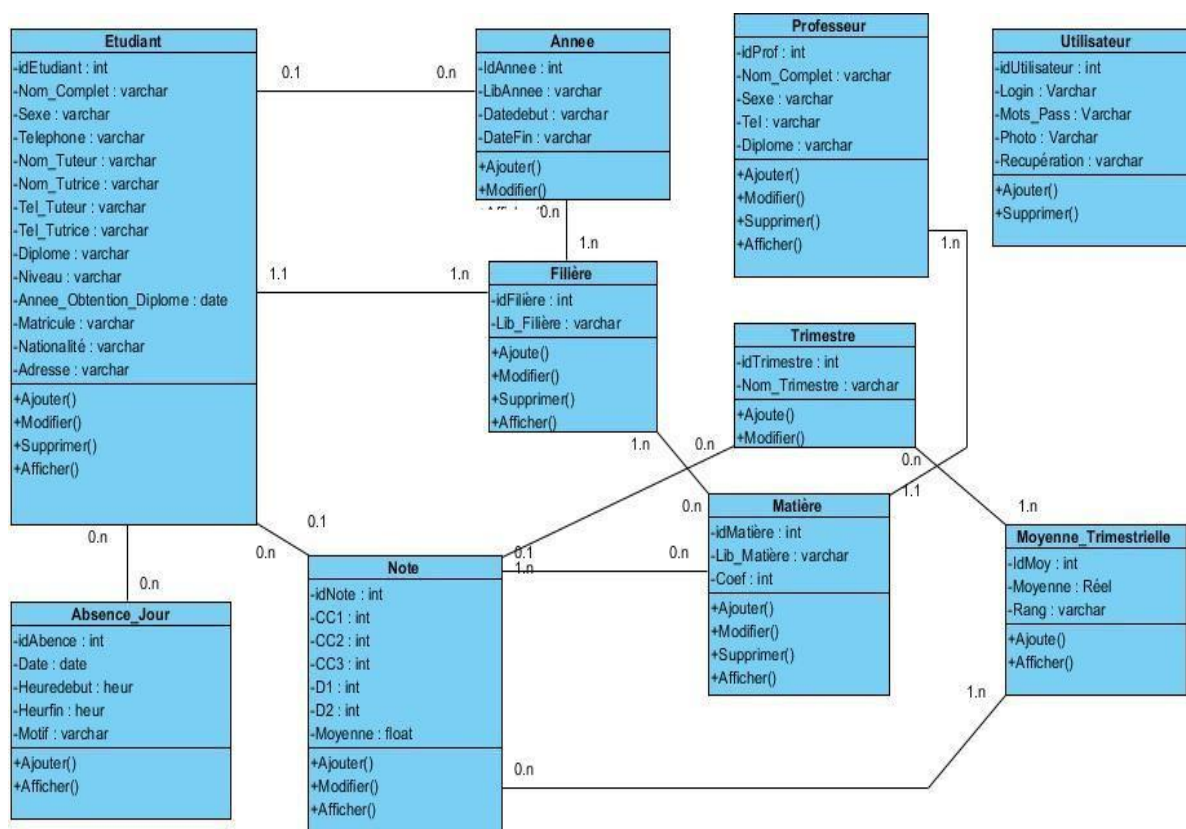 Etudiant
-idEtudiant : int
-Nom_Complet : varchar
-Sexe : varchar
-Telephone : varchar
-Nom_Tuteur : varchar
-Nom_Tutrice : varchar
-Tel_Tuteur : varchar
-Tel_Tutrice : varchar
-Diplome : varchar
-Niveau : varchar
-Annee_Obtention_Diplome : date
-Matricule : varchar
-Nationalité : varchar
-Adresse : varchar
+Ajouter()
+Modifier()
+Supprimer()
+Afficher()
0.1
0.n
Annee
-IdAnnee : int
-LibAnnee : varchar
-Datedebut : varchar
-DateFin : varchar
+Ajouter()
+Modifier()
0.n
1.n
1.1
1.n
Filière
-idFilière : int
-Lib_Filière : varchar
+Ajoute()
+Modifier()
+Supprimer()
+Afficher()
1.n
0.n
Professeur
-idProf : int
-Nom_Complet : varchar
-Sexe : varchar
-Tel : varchar
-Diplome : varchar
+Ajouter()
+Modifier()
+Supprimer()
+Afficher()
1.n
1.1
Utilisateur
-idUtilisateur : int
-Login : Varchar
-Mots_Pass : Varchar
-Photo : Varchar
-Recupération : varchar
+Ajouter()
+Supprimer()
Trimestre
-idTrimestre : int
-Nom_Trimestre : varchar
+Ajoute()
+Modifier()
0.n
0.1
0.n
1.n
Matière
-idMatière : int
-Lib_Matière : varchar
-Coef : int
+Ajouter()
+Modifier()
+Supprimer()
+Afficher()
1.n
0.n
Moyenne_Trimestrielle
-IdMoy : int
-Moyenne : Réel
-Rang : varchar
+Ajoute()
+Afficher()
1.n
0.n
0.1
0.n
Note
-idNote : int
-CC1 : int
-CC2 : int
-CC3 : int
-D1 : int
-D2 : int
-Moyenne : float
+Ajouter()
+Modifier()
+Afficher()
0.n
0.n
Absence_Jour
-idAbence : int
-Date : date
-Heuredebut : heur
-Heurfin : heur
-Motif : varchar
+Ajouter()
+Afficher()